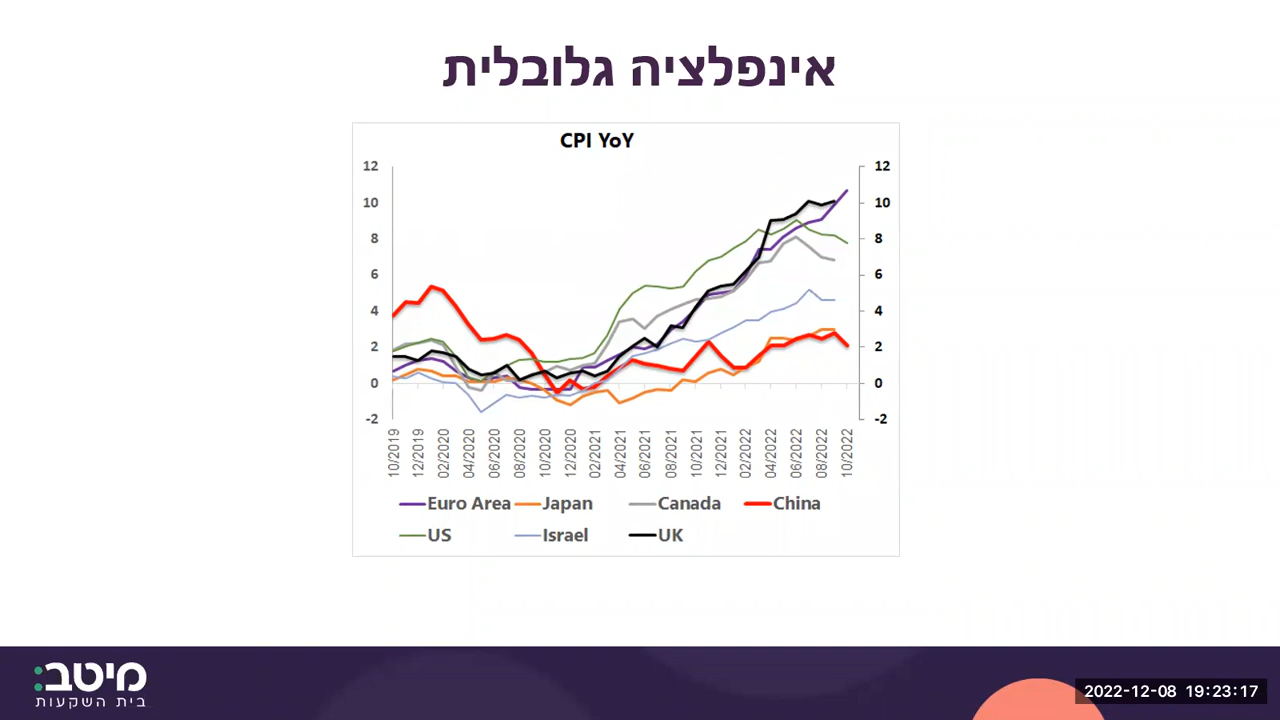 אינפלציה גלובלית
CPI YoY
12 12
10 10
8 8
6 6
4 4
2 2
0 0
-2 -2
10/2019 12/2019 02/2020 04/2020 06/2020 08/2020 10/2020 12/2020 02/2021 04/2021 06/2021 08/2021 10/2021 12/2021 02/2022 04/2022 06/2022 08/2022 10/2022
Euro Area Japan Canada China
US Israel UK
מיטב:
בית השקעות
2022-12-08 19:23:17